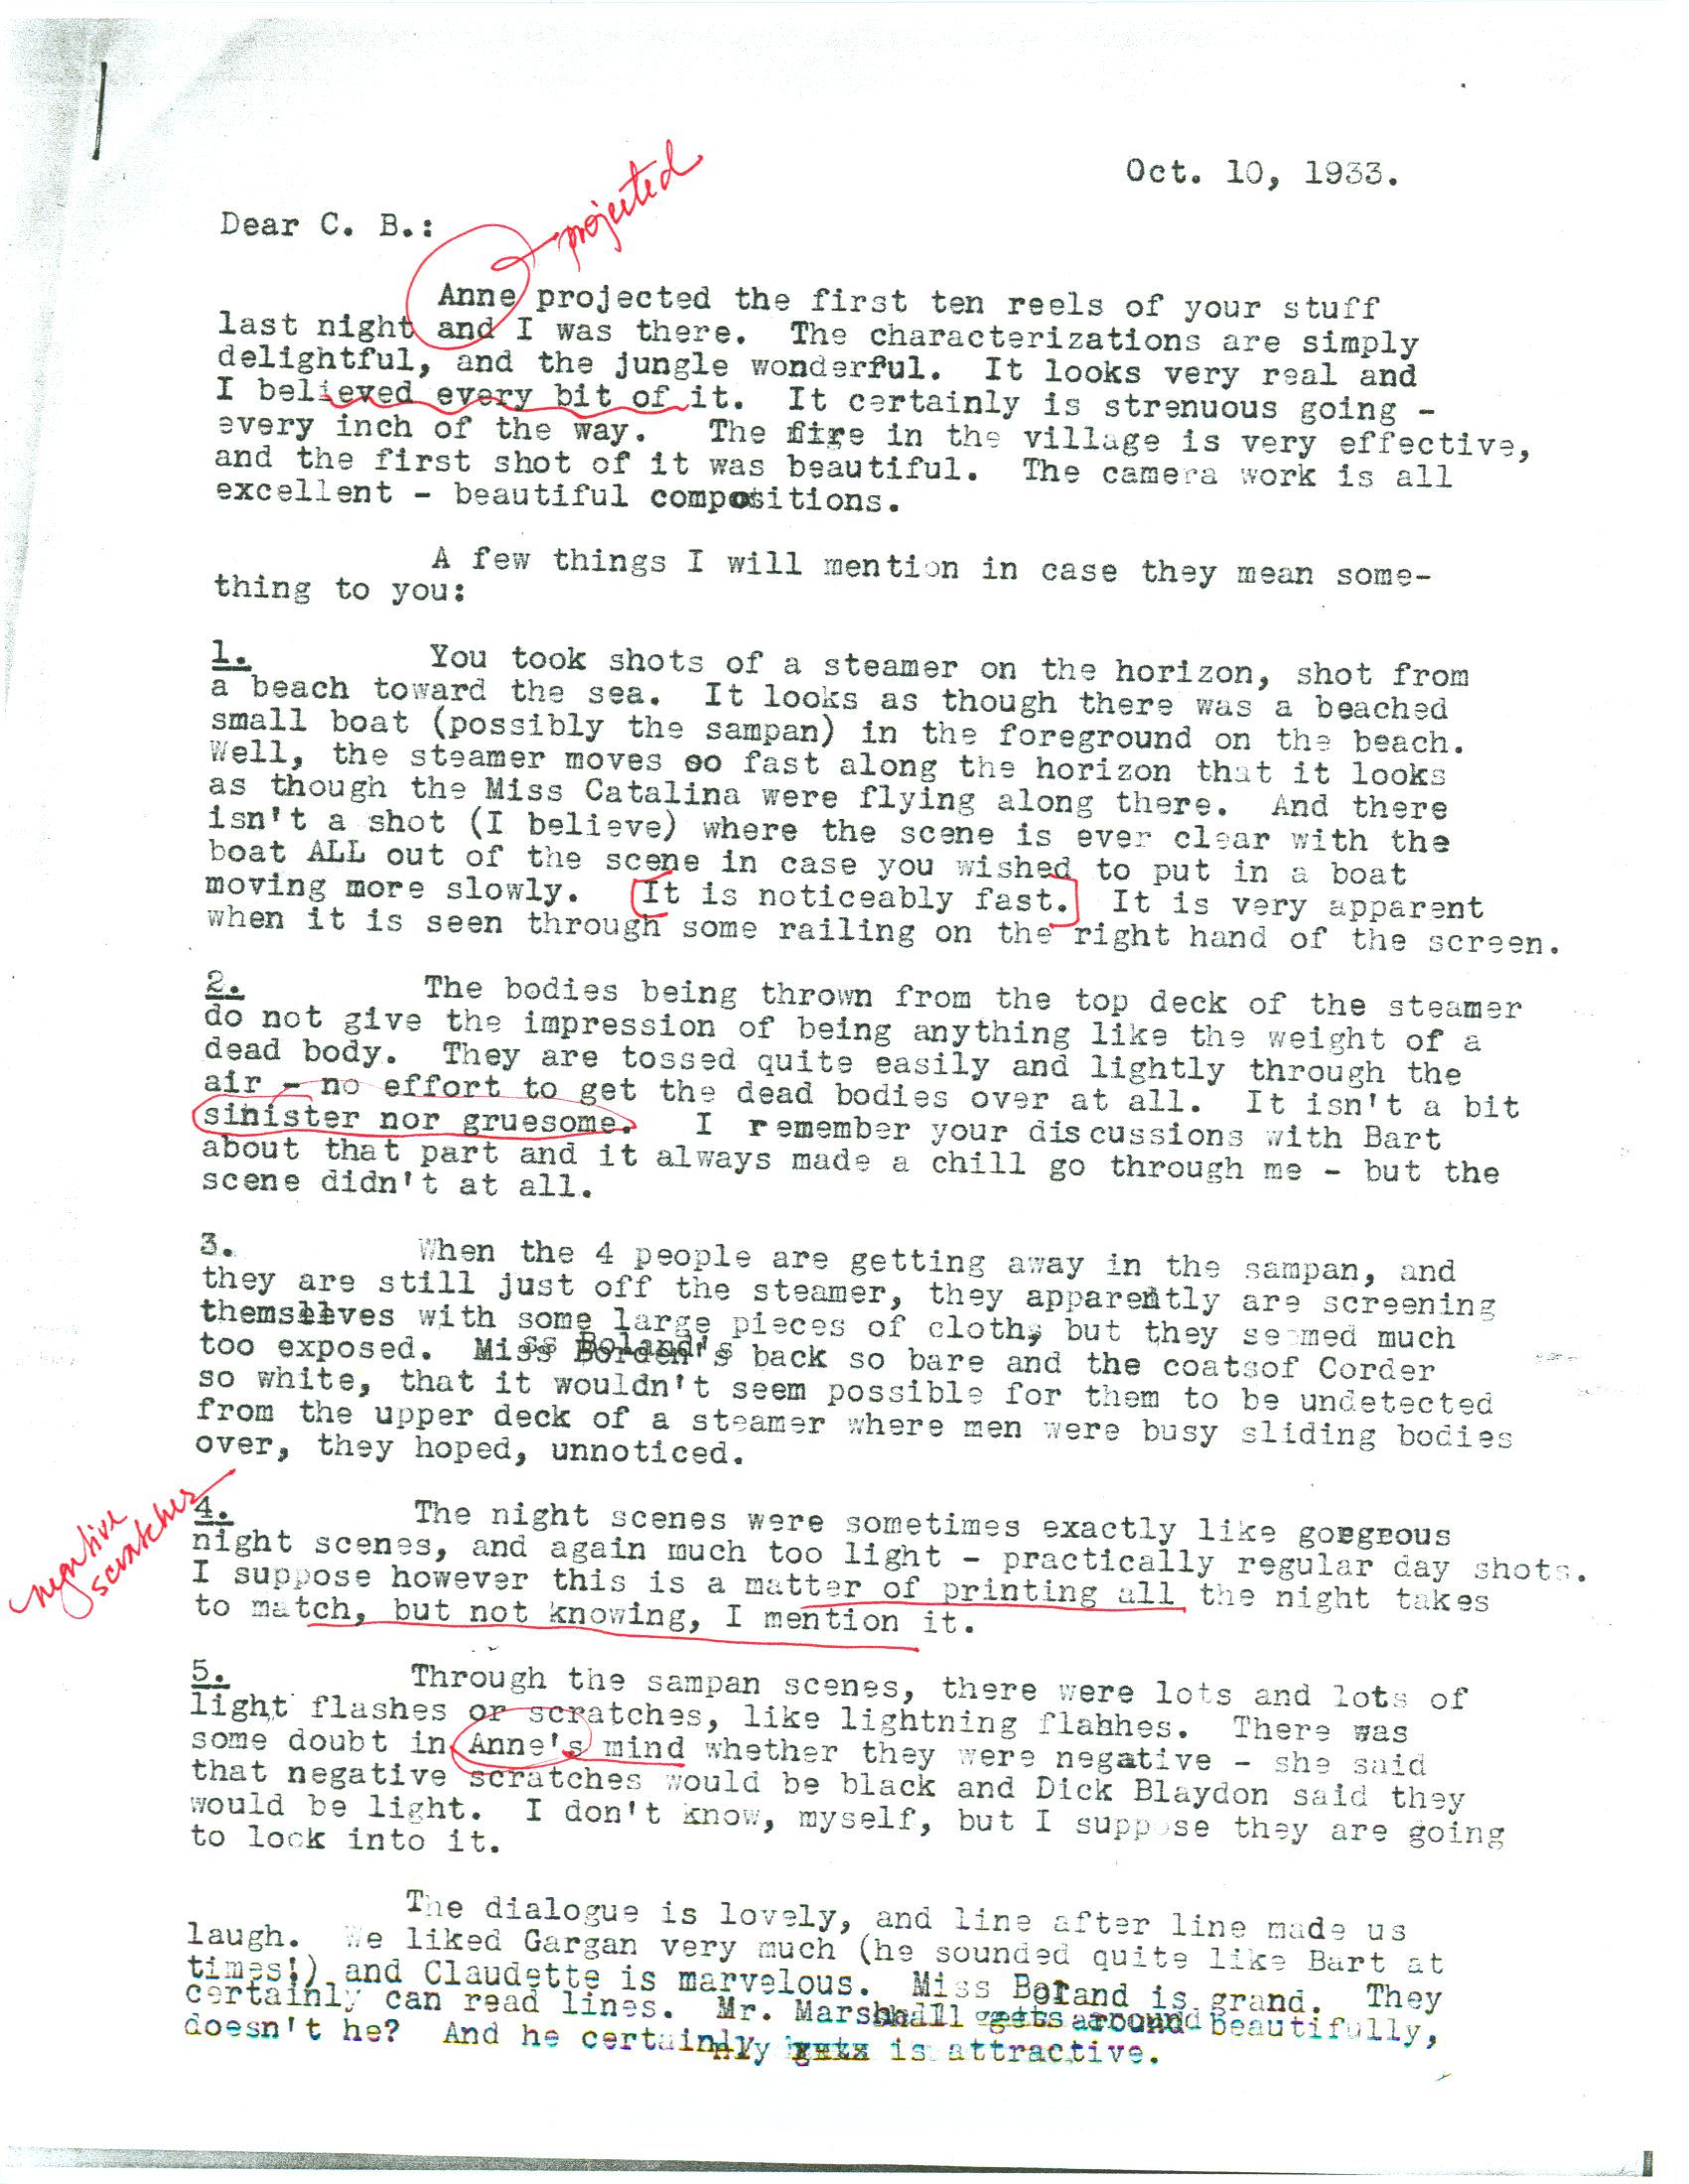 Oct. 10, 1933.
projected
Dear C. B.:
Anne projected the first ten reels of your stuff
last night and I was there. The characterizations are simply
delightful, and the jungle wonderful. It looks very real and
I believed every bit of it. It certainly is strenuous going -
every inch of the way. The fire in the village is very effective,
and the first shot of it was beautiful. The camera work is all
excellent - beautiful compositions.
A few things I will mention in case they mean some-
thing to you:
1. You took shots of a steamer on the horizon, shot from
a beach toward the sea. It looks as though there was a beached
small boat (possibly the sampan) in the foreground on the beach.
Well, the steamer moves so fast along the horizon that it looks
as though the Miss Catalina were flying along there. And there
isn't a shot (I believe) where the scene is ever clear with the
boat ALL out of the scene in case you wished to put in a boat
moving more slowly. It is noticeably fast. It is very apparent
when it is seen through some railing on the right hand of the screen.
2. The bodies being thrown from the top deck of the steamer
do not give the impression of being anything like the weight of a
dead body. They are tossed quite easily and lightly through the
air - no effort to get the dead bodies over at all. It isn't a bit
sinister nor gruesome. I remember your discussions with Bart
about that part and it always made a chill go through me - but the
scene didn't at all.
3. When the 4 people are getting away in the sampan, and
they are still just off the steamer, they apparently are screening
themselves with some large pieces of cloth, but they seemed much
too exposed. Miss Boland's back so bare and the coatsof Corder
so white, that it wouldn't seem possible for them to be undetected
from the upper deck of a steamer where men were busy sliding bodies
over, they hoped, unnoticed.
negative
scratches
4. The night scenes were sometimes exactly like gorgeous
night scenes, and again much too light - practically regular day shots.
I suppose however this is a matter of printing all the night takes
to match, but not knowing, I mention it.
5. Through the sampan scenes, there were lots and lots of
light flashes or scratches, like lightning flahhes. There was
some doubt in Anne's mind whether they were negative - she said
that negative scratches would be black and Dick Blaydon said they
would be light. I don't know, myself, but I suppose they are going
to look into it.
The dialogue is lovely, and line after line made us
laugh. We liked Gargan very much (he sounded quite like Bart at
times!) and Claudette is marvelous. Miss Boland is grand. They
certainly can read lines. Mr. Marshall gets around beautifully,
doesn't he? And he certainly is attractive.